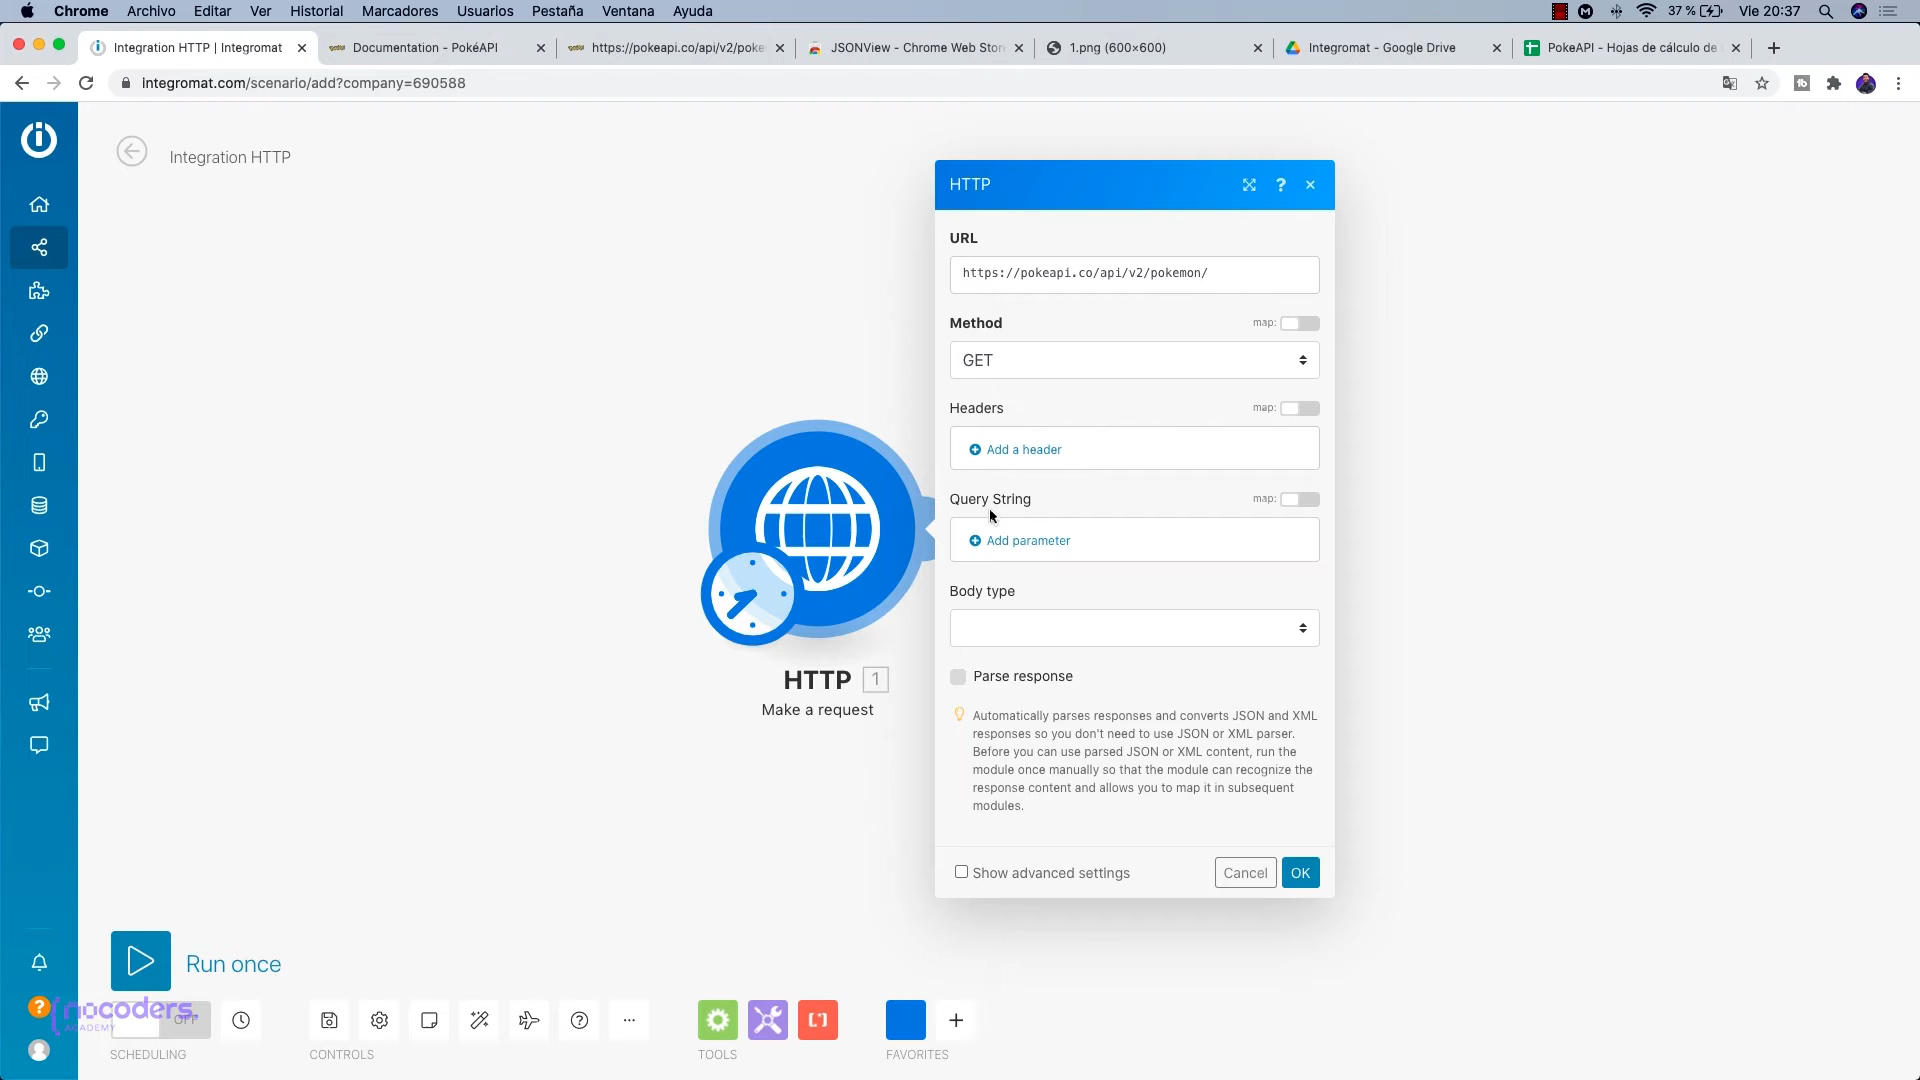 Chrome Archivo Editar Ver Historial Marcadores Usuarios Pestaña Ventana Ayuda 37 % Vie 20:37
Integration HTTP | Integromat Documentation - PokéAPI https://pokeapi.co/api/v2/poke JSONView - Chrome Web Stor 1.png (600×600) Integromat - Google Drive PokeAPI - Hojas de cálculo de
integromat.com/scenario/add?company=690588
Integration HTTP
HTTP
URL
https://pokeapi.co/api/v2/pokemon/
Method map:
GET
Headers map:
Add a header
Query String map:
Add parameter
Body type
Parse response
Automatically parses responses and converts JSON and XML
responses so you don't need to use JSON or XML parser.
Before you can use parsed JSON or XML content, run the
module once manually so that the module can recognize the
response content and allows you to map it in subsequent
modules.
Show advanced settings Cancel OK
HTTP 1
Make a request
Run once
nocoders.
ACADEMY
OFF
SCHEDULING CONTROLS TOOLS FAVORITES